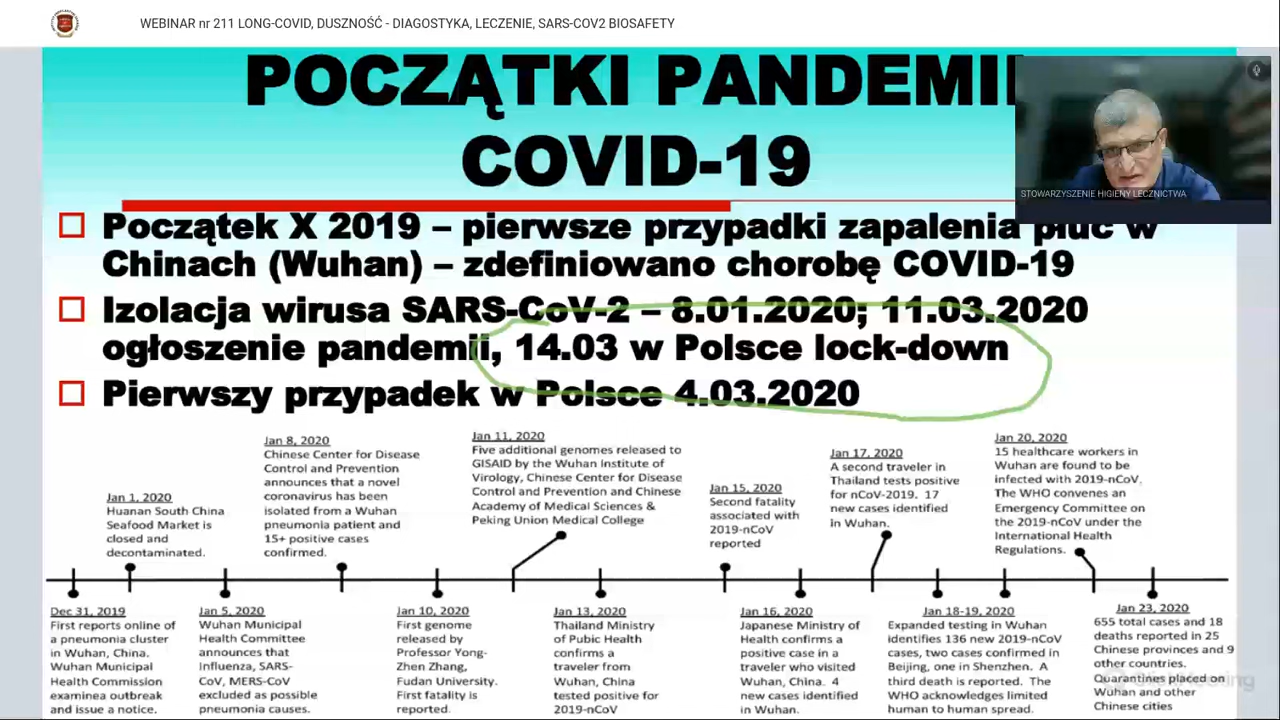 WEBINAR nr 211 LONG-COVID, DUSZNOŚĆ - DIAGOSTYKA, LECZENIE, SARS-COV2 BIOSAFETY
POCZĄTKI PANDEMII
COVID-19
STOWARZYSZENIE HIGIENY LECZNICTWA
Początek X 2019 – pierwsze przypadki zapalenia płuc w
Chinach (Wuhan) – zdefiniowano chorobę COVID-19
Izolacja wirusa SARS-CoV-2 – 8.01.2020; 11.03.2020
ogłoszenie pandemii, 14.03 w Polsce lock-down
Pierwszy przypadek w Polsce 4.03.2020
Jan 1, 2020
Huanan South China
Seafood Market is
closed and
decontaminated.
Jan 8, 2020
Chinese Center for Disease
Control and Prevention
announces that a novel
coronavirus has been
isolated from a Wuhan
pneumonia patient and
15+ positive cases
confirmed.
Jan 11, 2020
Five additional genomes released to
GISAID by the Wuhan Institute of
Virology, Chinese Center for Disease
Control and Prevention and Chinese
Academy of Medical Sciences &
Peking Union Medical College
Jan 15, 2020
Second fatality
associated with
2019-nCoV
reported
Jan 17, 2020
A second traveler in
Thailand tests positive
for nCoV-2019. 17
new cases identified
in Wuhan.
Jan 20, 2020
15 healthcare workers in
Wuhan are found to be
infected with 2019-nCoV.
The WHO convenes an
Emergency Committee on
the 2019-nCoV under the
International Health
Regulations.
Dec 31, 2019
First reports online of
a pneumonia cluster
in Wuhan, China.
Wuhan Municipal
Health Commission
examinea outbreak
and issue a notice.
Jan 5, 2020
Wuhan Municipal
Health Committee
announces that
Influenza, SARS-
CoV, MERS-CoV
excluded as possible
pneumonia causes.
Jan 10, 2020
First genome
released by
Professor Yong-
Zhen Zhang,
Fudan University.
First fatality is
reported.
Jan 13, 2020
Thailand Ministry
of Pubic Health
confirms a
traveler from
Wuhan, China
tested positive for
2019-nCoV
Jan 16, 2020
Japanese Ministry of
Health confirms a
positive case in a
traveler who visited
Wuhan, China. 4
new cases identified
in Wuhan.
Jan 18-19, 2020
Expanded testing in Wuhan
identifies 136 new 2019-nCoV
cases, two cases confirmed in
Beijing, one in Shenzhen. A
third death is reported. The
WHO acknowledges limited
human to human spread.
Jan 23, 2020
655 total cases and 18
deaths reported in 25
Chinese provinces and 9
other countries.
Quaranties placed on
Wuhan and other
Chinese cities